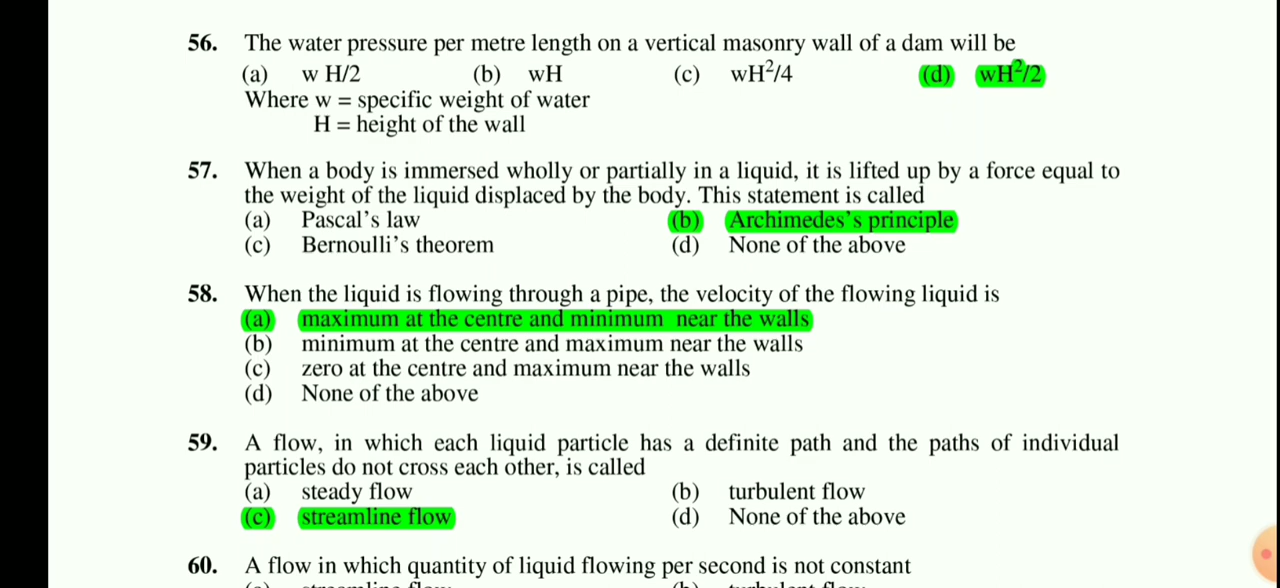 56. The water pressure per metre length on a vertical masonry wall of a dam will be
(a) w H/2 (b) wH (c) wH²/4 (d) wH²/2
Where w = specific weight of water
H = height of the wall
57. When a body is immersed wholly or partially in a liquid, it is lifted up by a force equal to
the weight of the liquid displaced by the body. This statement is called
(a) Pascal's law (b) Archimedes's principle
(c) Bernoulli's theorem (d) None of the above
58. When the liquid is flowing through a pipe, the velocity of the flowing liquid is
(a) maximum at the centre and minimum near the walls
(b) minimum at the centre and maximum near the walls
(c) zero at the centre and maximum near the walls
(d) None of the above
59. A flow, in which each liquid particle has a definite path and the paths of individual
particles do not cross each other, is called
(a) steady flow (b) turbulent flow
(c) streamline flow (d) None of the above
60. A flow in which quantity of liquid flowing per second is not constant